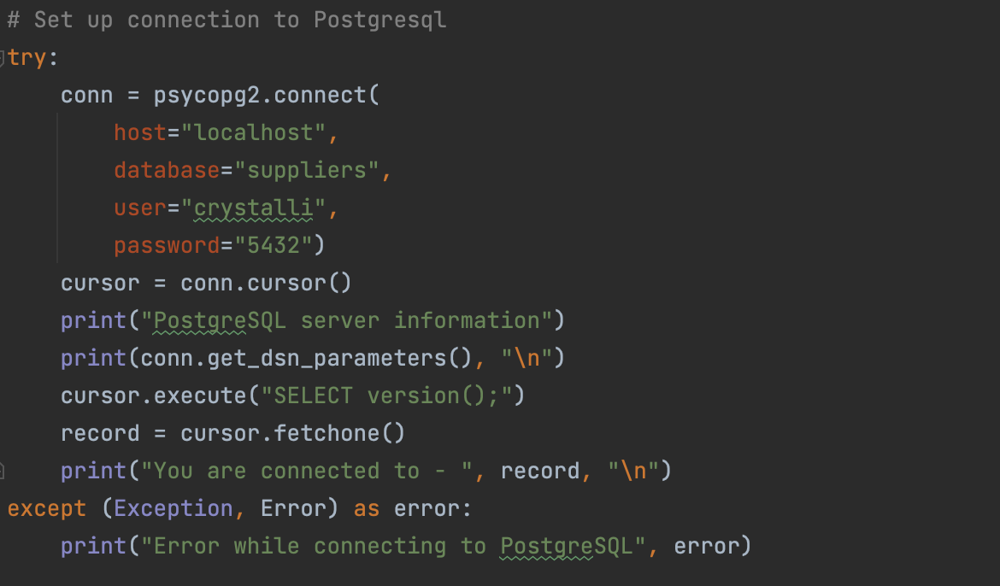 # Set up connection to Postgresql
try:
    conn = psycopg2.connect(
        host="localhost",
        database="suppliers",
        user="crystalli",
        password="5432")
    cursor = conn.cursor()
    print("PostgreSQL server information")
    print(conn.get_dsn_parameters(), "\n")
    cursor.execute("SELECT version();")
    record = cursor.fetchone()
    print("You are connected to - ", record, "\n")
except (Exception, Error) as error:
    print("Error while connecting to PostgreSQL", error)